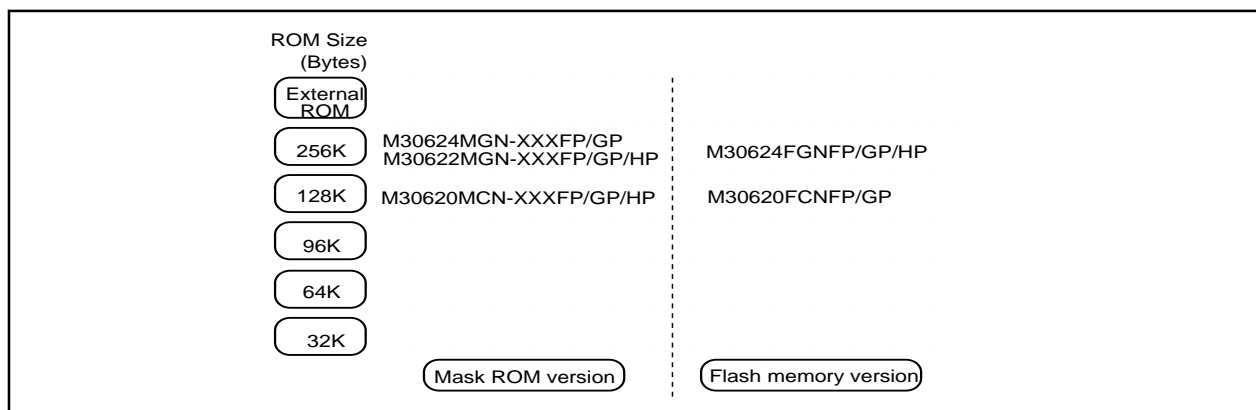 ROM Size
(Bytes)
External
ROM
256K
M30624MGN-XXXFP/GP
M30622MGN-XXXFP/GP/HP
M30624FGNFP/GP/HP
128K
M30620MCN-XXXFP/GP/HP
M30620FCNFP/GP
96K
64K
32K
Mask ROM version
Flash memory version